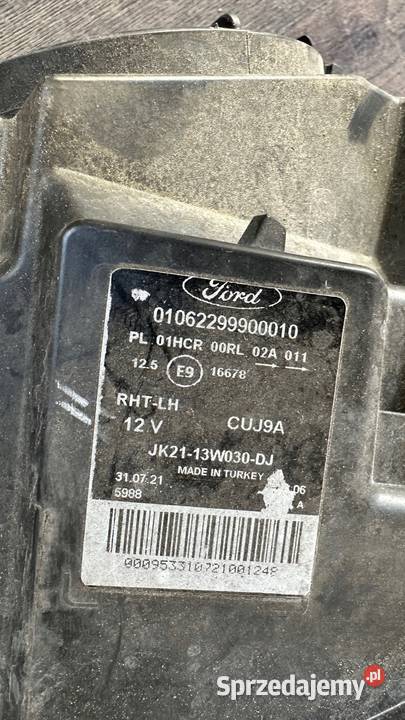 Ford
01062299900010
PL 01HCR 00RL 02A 011
12.5 E9 16678
RHT-LH
12 V CUJ9A
JK21-13W030-DJ
MADE IN TURKEY
31.07.21 06
5988 A
000953310721001248
Sprzedajemy.pl